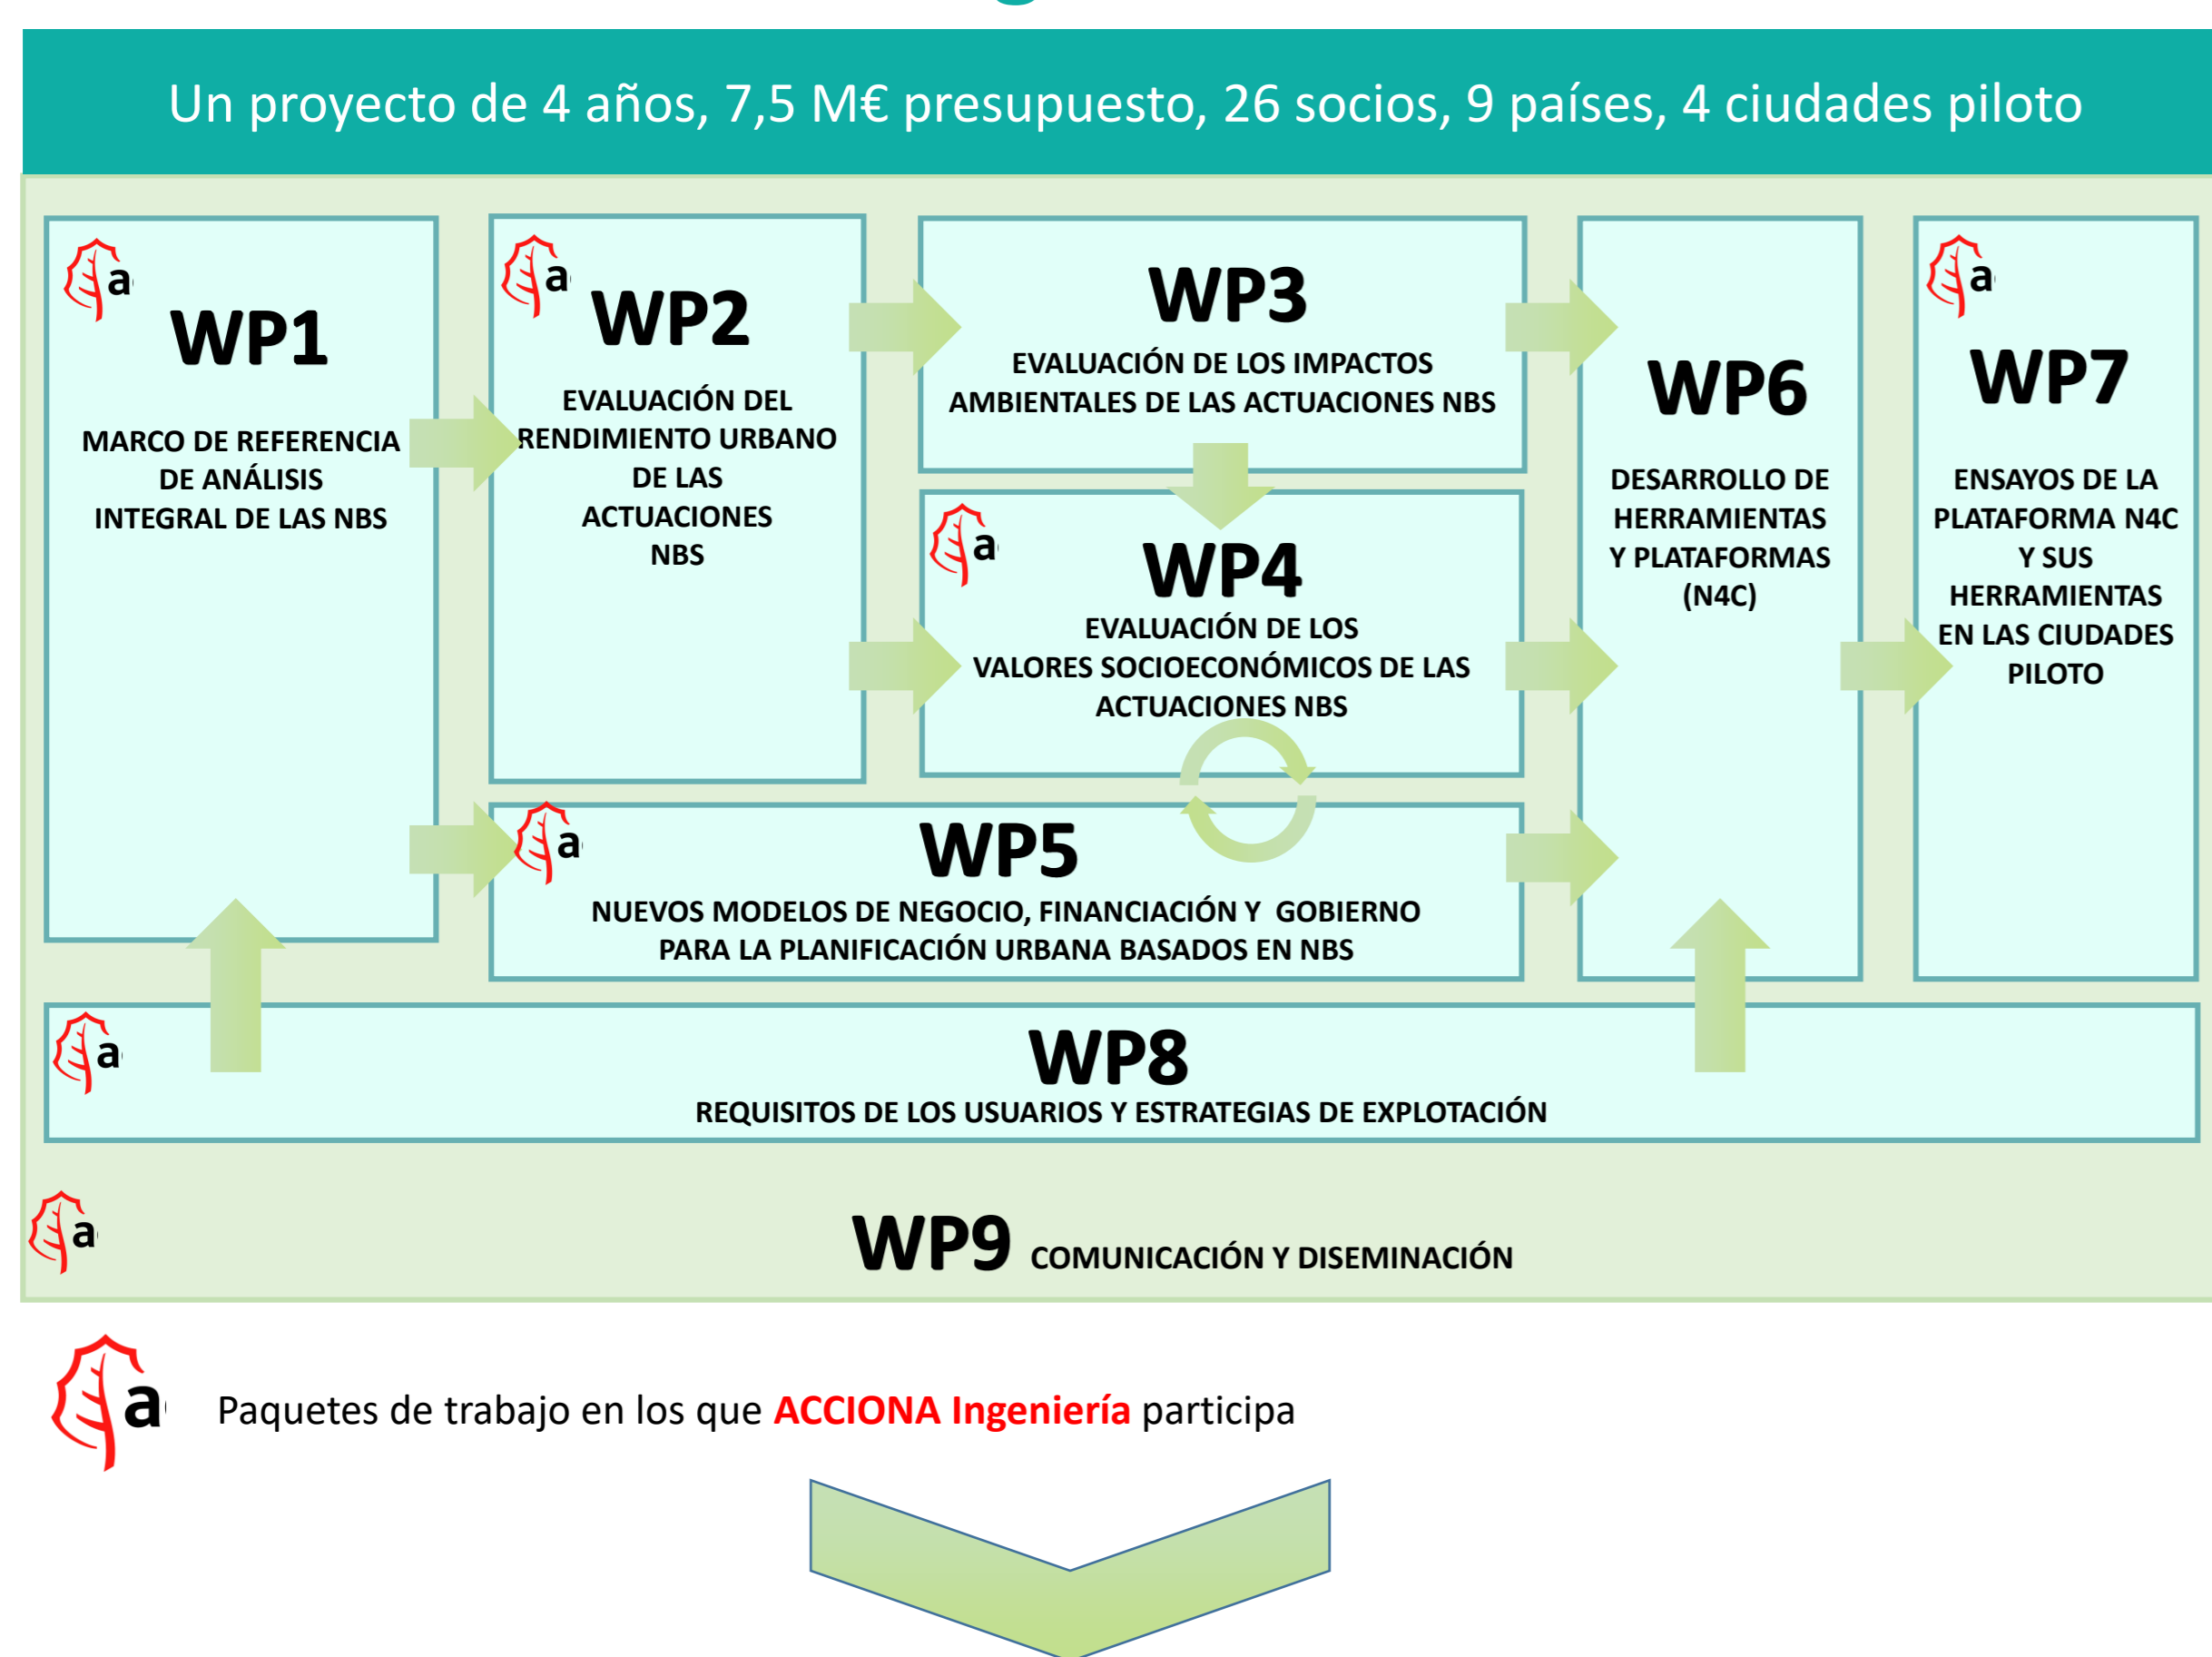 Un proyecto de 4 años, 7,5 M€ presupuesto, 26 socios, 9 países, 4 ciudades piloto
a
WP1
MARCO DE REFERENCIA
DE ANÁLISIS
INTEGRAL DE LAS NBS
a
WP2
EVALUACIÓN DEL
RENDIMIENTO URBANO
DE LAS
ACTUACIONES
NBS
WP3
EVALUACIÓN DE LOS IMPACTOS
AMBIENTALES DE LAS ACTUACIONES NBS
a
WP4
EVALUACIÓN DE LOS
VALORES SOCIOECONÓMICOS DE LAS
ACTUACIONES NBS
a
WP5
NUEVOS MODELOS DE NEGOCIO, FINANCIACIÓN Y GOBIERNO
PARA LA PLANIFICACIÓN URBANA BASADOS EN NBS
WP6
DESARROLLO DE
HERRAMIENTAS
Y PLATAFORMAS
(N4C)
a
WP7
ENSAYOS DE LA
PLATAFORMA N4C
Y SUS
HERRAMIENTAS
EN LAS CIUDADES
PILOTO
a
WP8
REQUISITOS DE LOS USUARIOS Y ESTRATEGIAS DE EXPLOTACIÓN
a
WP9 COMUNICACIÓN Y DISEMINACIÓN
a
Paquetes de trabajo en los que ACCIONA Ingeniería participa